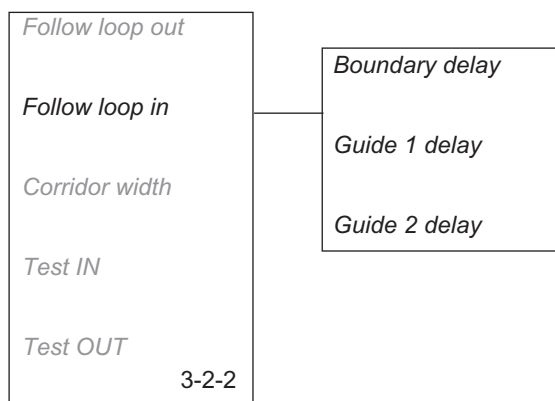 Follow loop out
Follow loop in
Corridor width
Test IN
Test OUT
3-2-2
Boundary delay
Guide 1 delay
Guide 2 delay